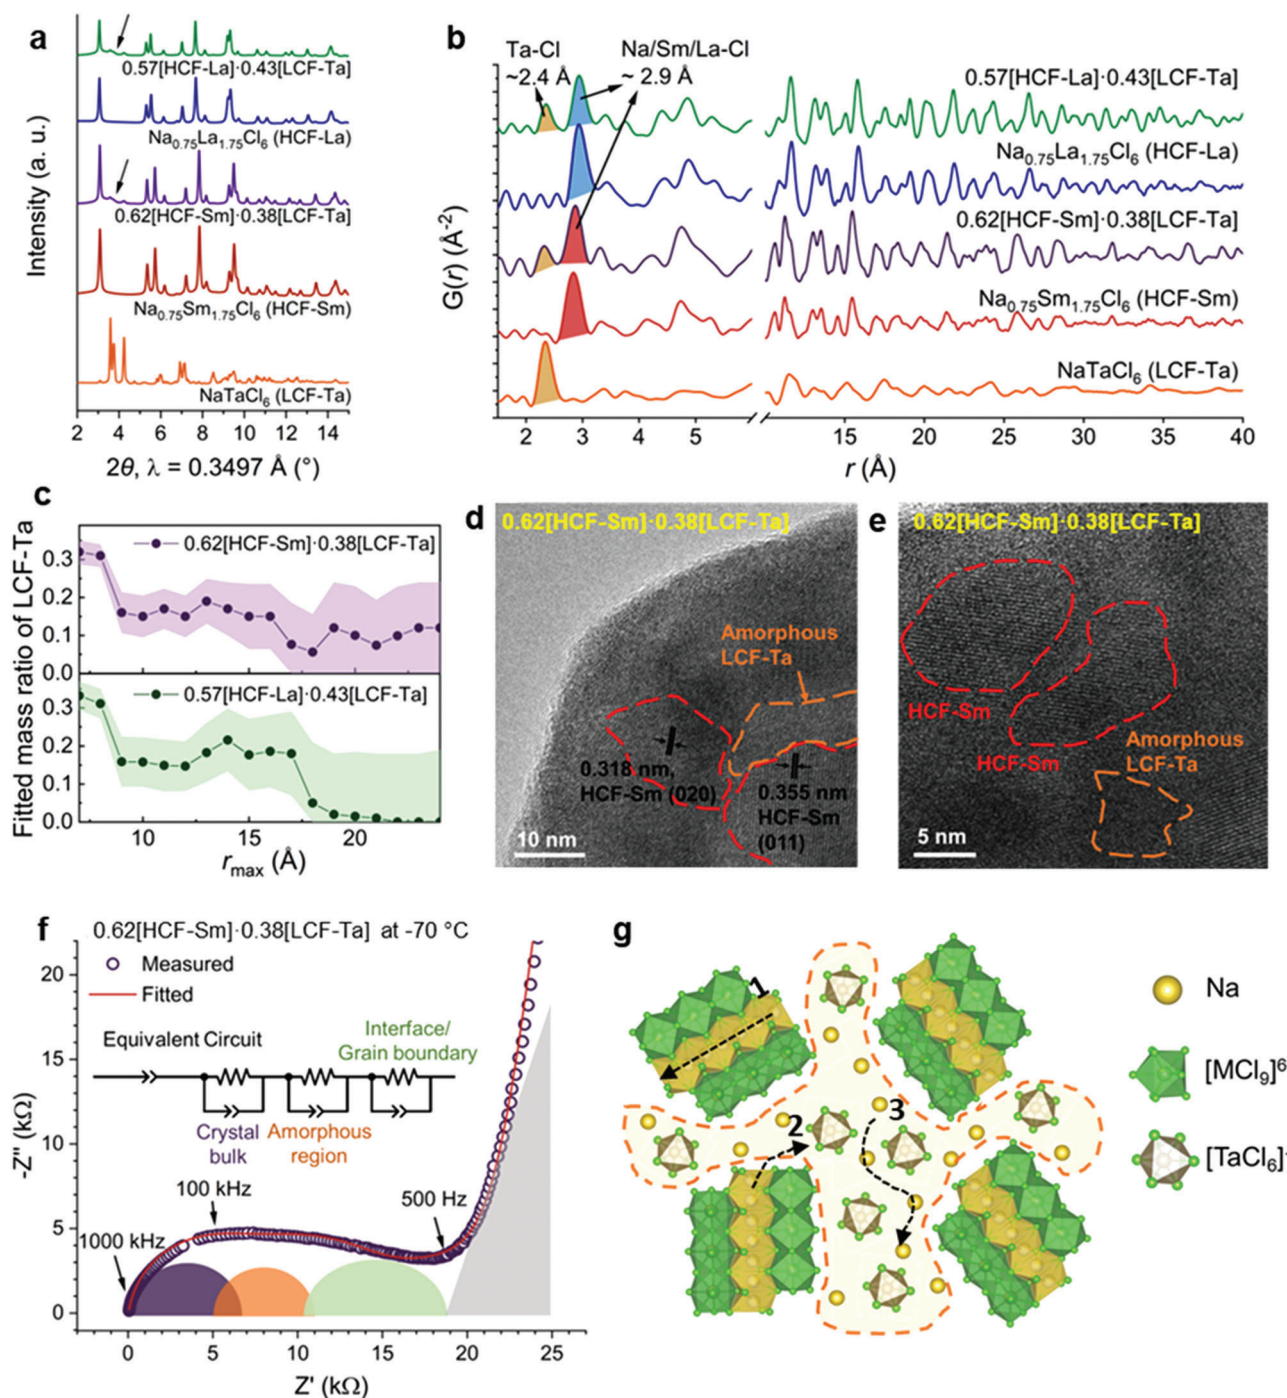 a
0.57[HCF-La]·0.43[LCF-Ta]
Na0.75La1.75Cl6 (HCF-La)
0.62[HCF-Sm]·0.38[LCF-Ta]
Na0.75Sm1.75Cl6 (HCF-Sm)
NaTaCl6 (LCF-Ta)
Intensity (a. u.)
2 4 6 8 10 12 14
2θ, λ = 0.3497 Å (°)
b
Ta-Cl
~2.4 Å
Na/Sm/La-Cl
~ 2.9 Å
0.57[HCF-La]·0.43[LCF-Ta]
Na0.75La1.75Cl6 (HCF-La)
0.62[HCF-Sm]·0.38[LCF-Ta]
Na0.75Sm1.75Cl6 (HCF-Sm)
NaTaCl6 (LCF-Ta)
G(r) (Å-2)
2 3 4 5 15 20 25 30 35 40
r (Å)
c
Fitted mass ratio of LCF-Ta
0.62[HCF-Sm]·0.38[LCF-Ta]
0.3
0.2
0.1
0.0
0.57[HCF-La]·0.43[LCF-Ta]
0.3
0.2
0.1
0.0
10 15 20
rmax (Å)
d
0.62[HCF-Sm]·0.38[LCF-Ta]
Amorphous
LCF-Ta
0.318 nm,
HCF-Sm (020)
0.355 nm
HCF-Sm
(011)
10 nm
e
0.62[HCF-Sm]·0.38[LCF-Ta]
HCF-Sm
HCF-Sm
Amorphous
LCF-Ta
5 nm
f
0.62[HCF-Sm]·0.38[LCF-Ta] at -70 °C
Measured
Fitted
Equivalent Circuit
Interface/
Grain boundary
Crystal
bulk
Amorphous
region
1000 kHz
100 kHz
500 Hz
-Z'' (kΩ)
20
15
10
5
0
0 5 10 15 20 25
Z' (kΩ)
g
1
2
3
Na
[MCl9]6
[TaCl6]-